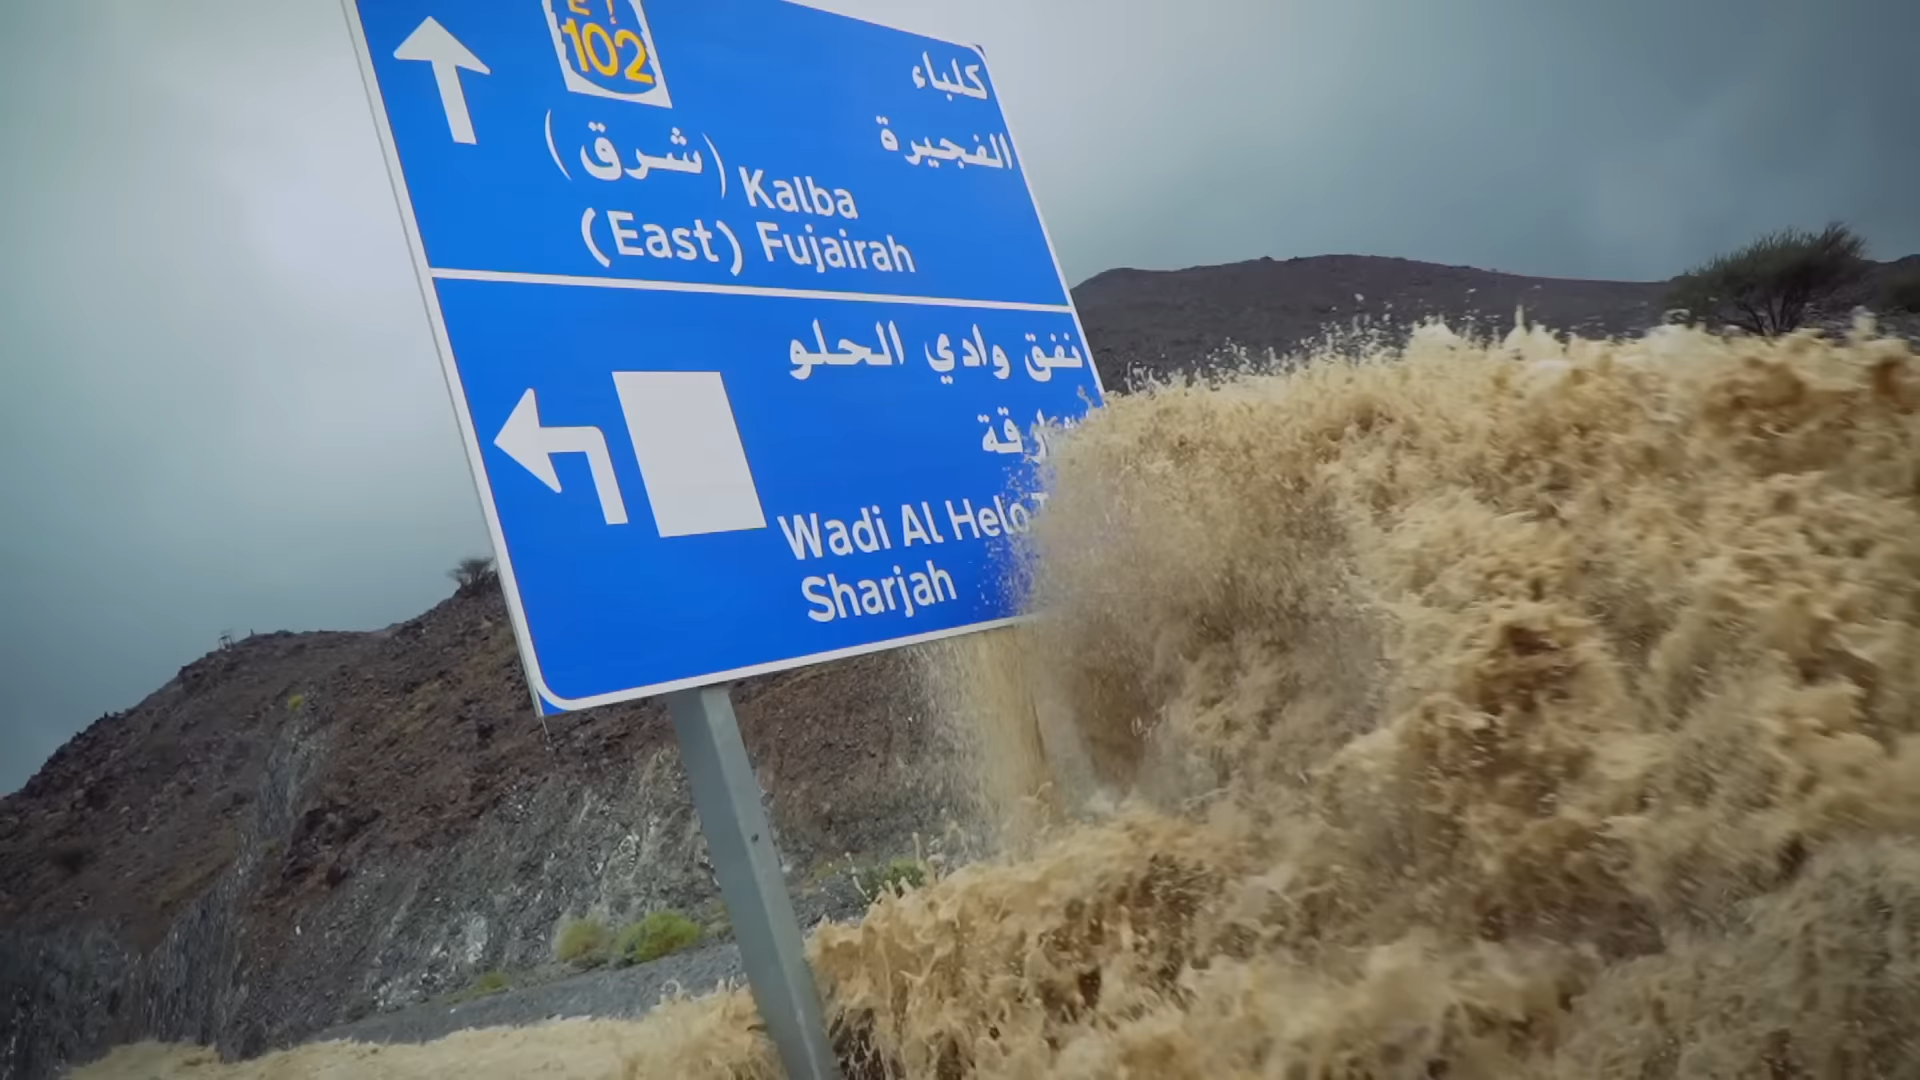 102
كلباء
الفجيرة
(شرق)
Kalba
(East) Fujairah
نفق وادي الحلو
Wadi Al Helo
Sharjah